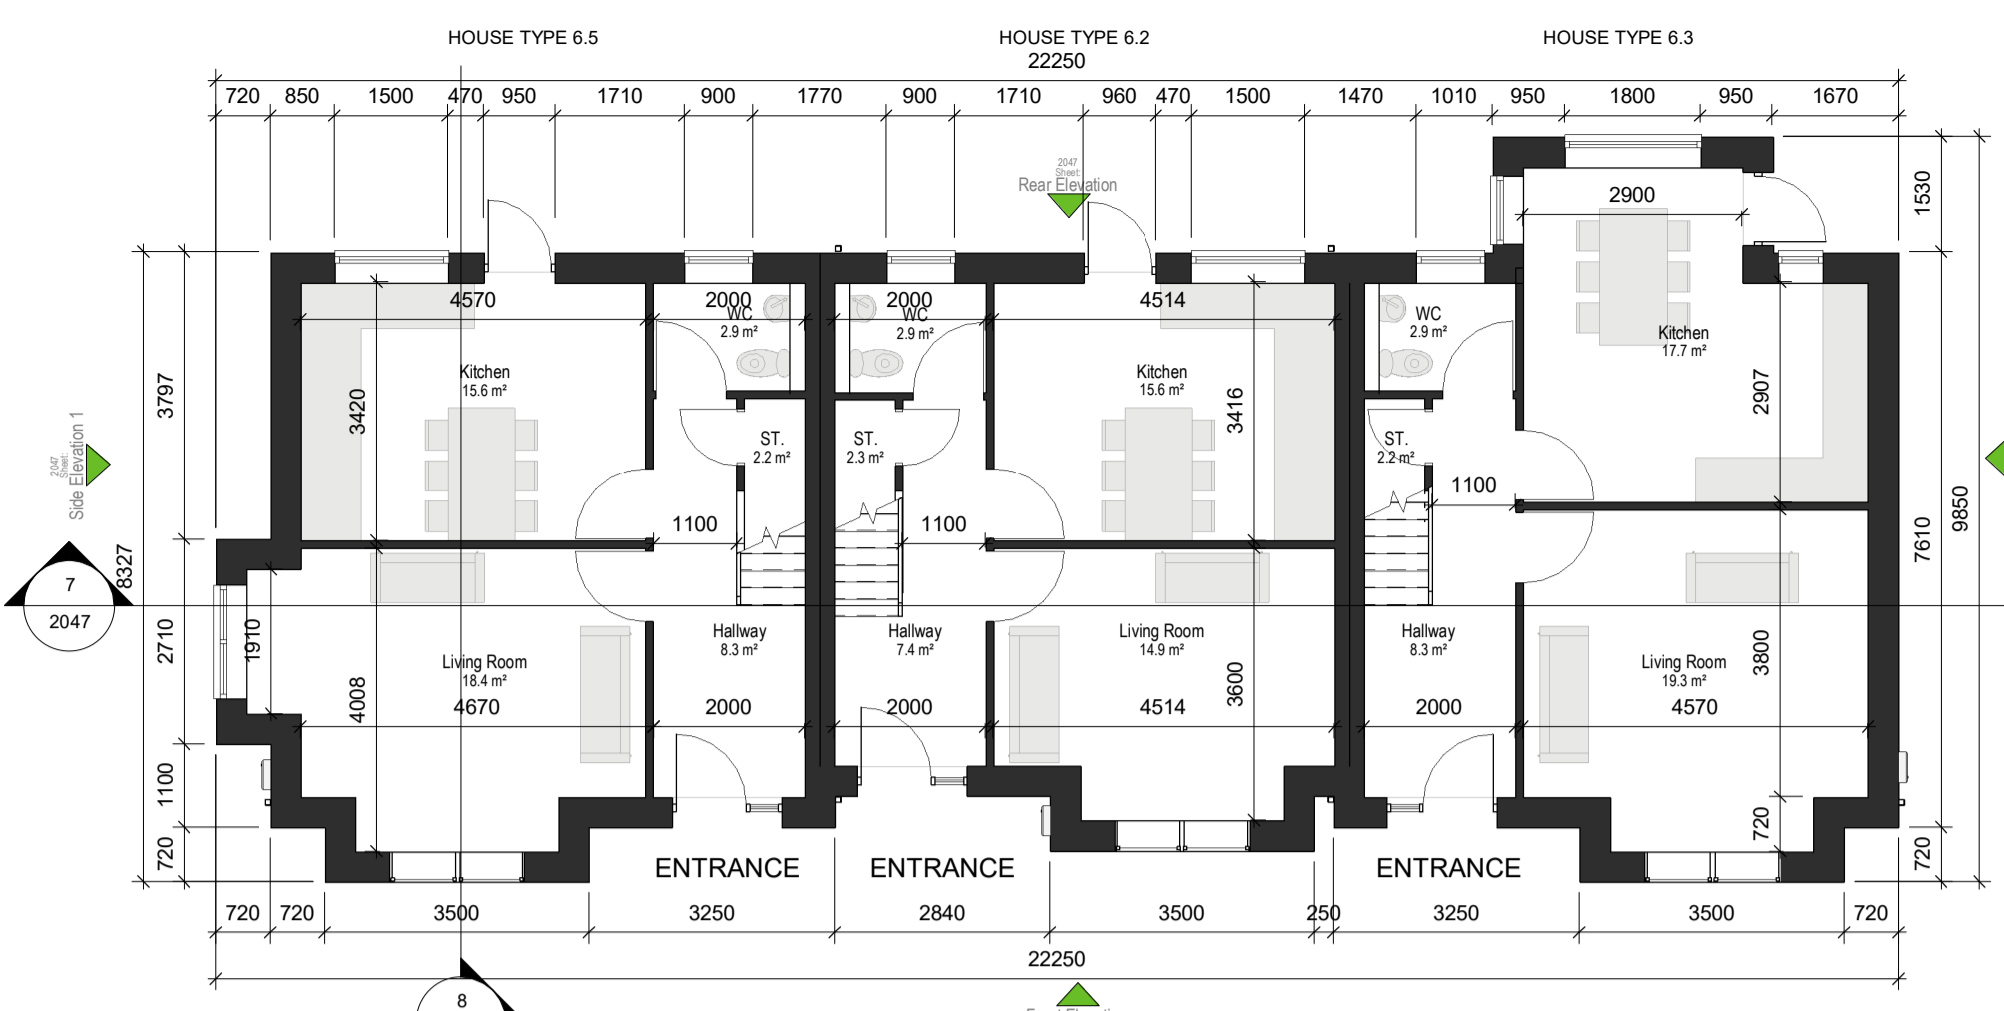 HOUSE TYPE 6.5
HOUSE TYPE 6.2
HOUSE TYPE 6.3
22250
720 850 1500 470 950 1710 900 1770 900 1710 960 470 1500 1470 1010 950 1800 950 1670
2047
Sheet:
Rear Elevation
1530
2900
4570
2000
2000
4514
WC
2.9 m²
WC
2.9 m²
WC
2.9 m²
Kitchen
17.7 m²
Kitchen
15.6 m²
Kitchen
15.6 m²
3797
3420
3416
2907
2047
Sheet:
Side Elevation 1
ST.
2.2 m²
ST.
2.3 m²
ST.
2.2 m²
1100
1100
1100
9850
7610
8327
7
2047
2710
1910
Hallway
8.3 m²
Hallway
7.4 m²
Living Room
14.9 m²
Hallway
8.3 m²
Living Room
18.4 m²
Living Room
19.3 m²
4008
3600
3800
4670
2000
2000
4514
2000
4570
1100
720
720
720
ENTRANCE
ENTRANCE
ENTRANCE
720 720 3500 3250 2840 3500 250 3250 3500 720
22250
8